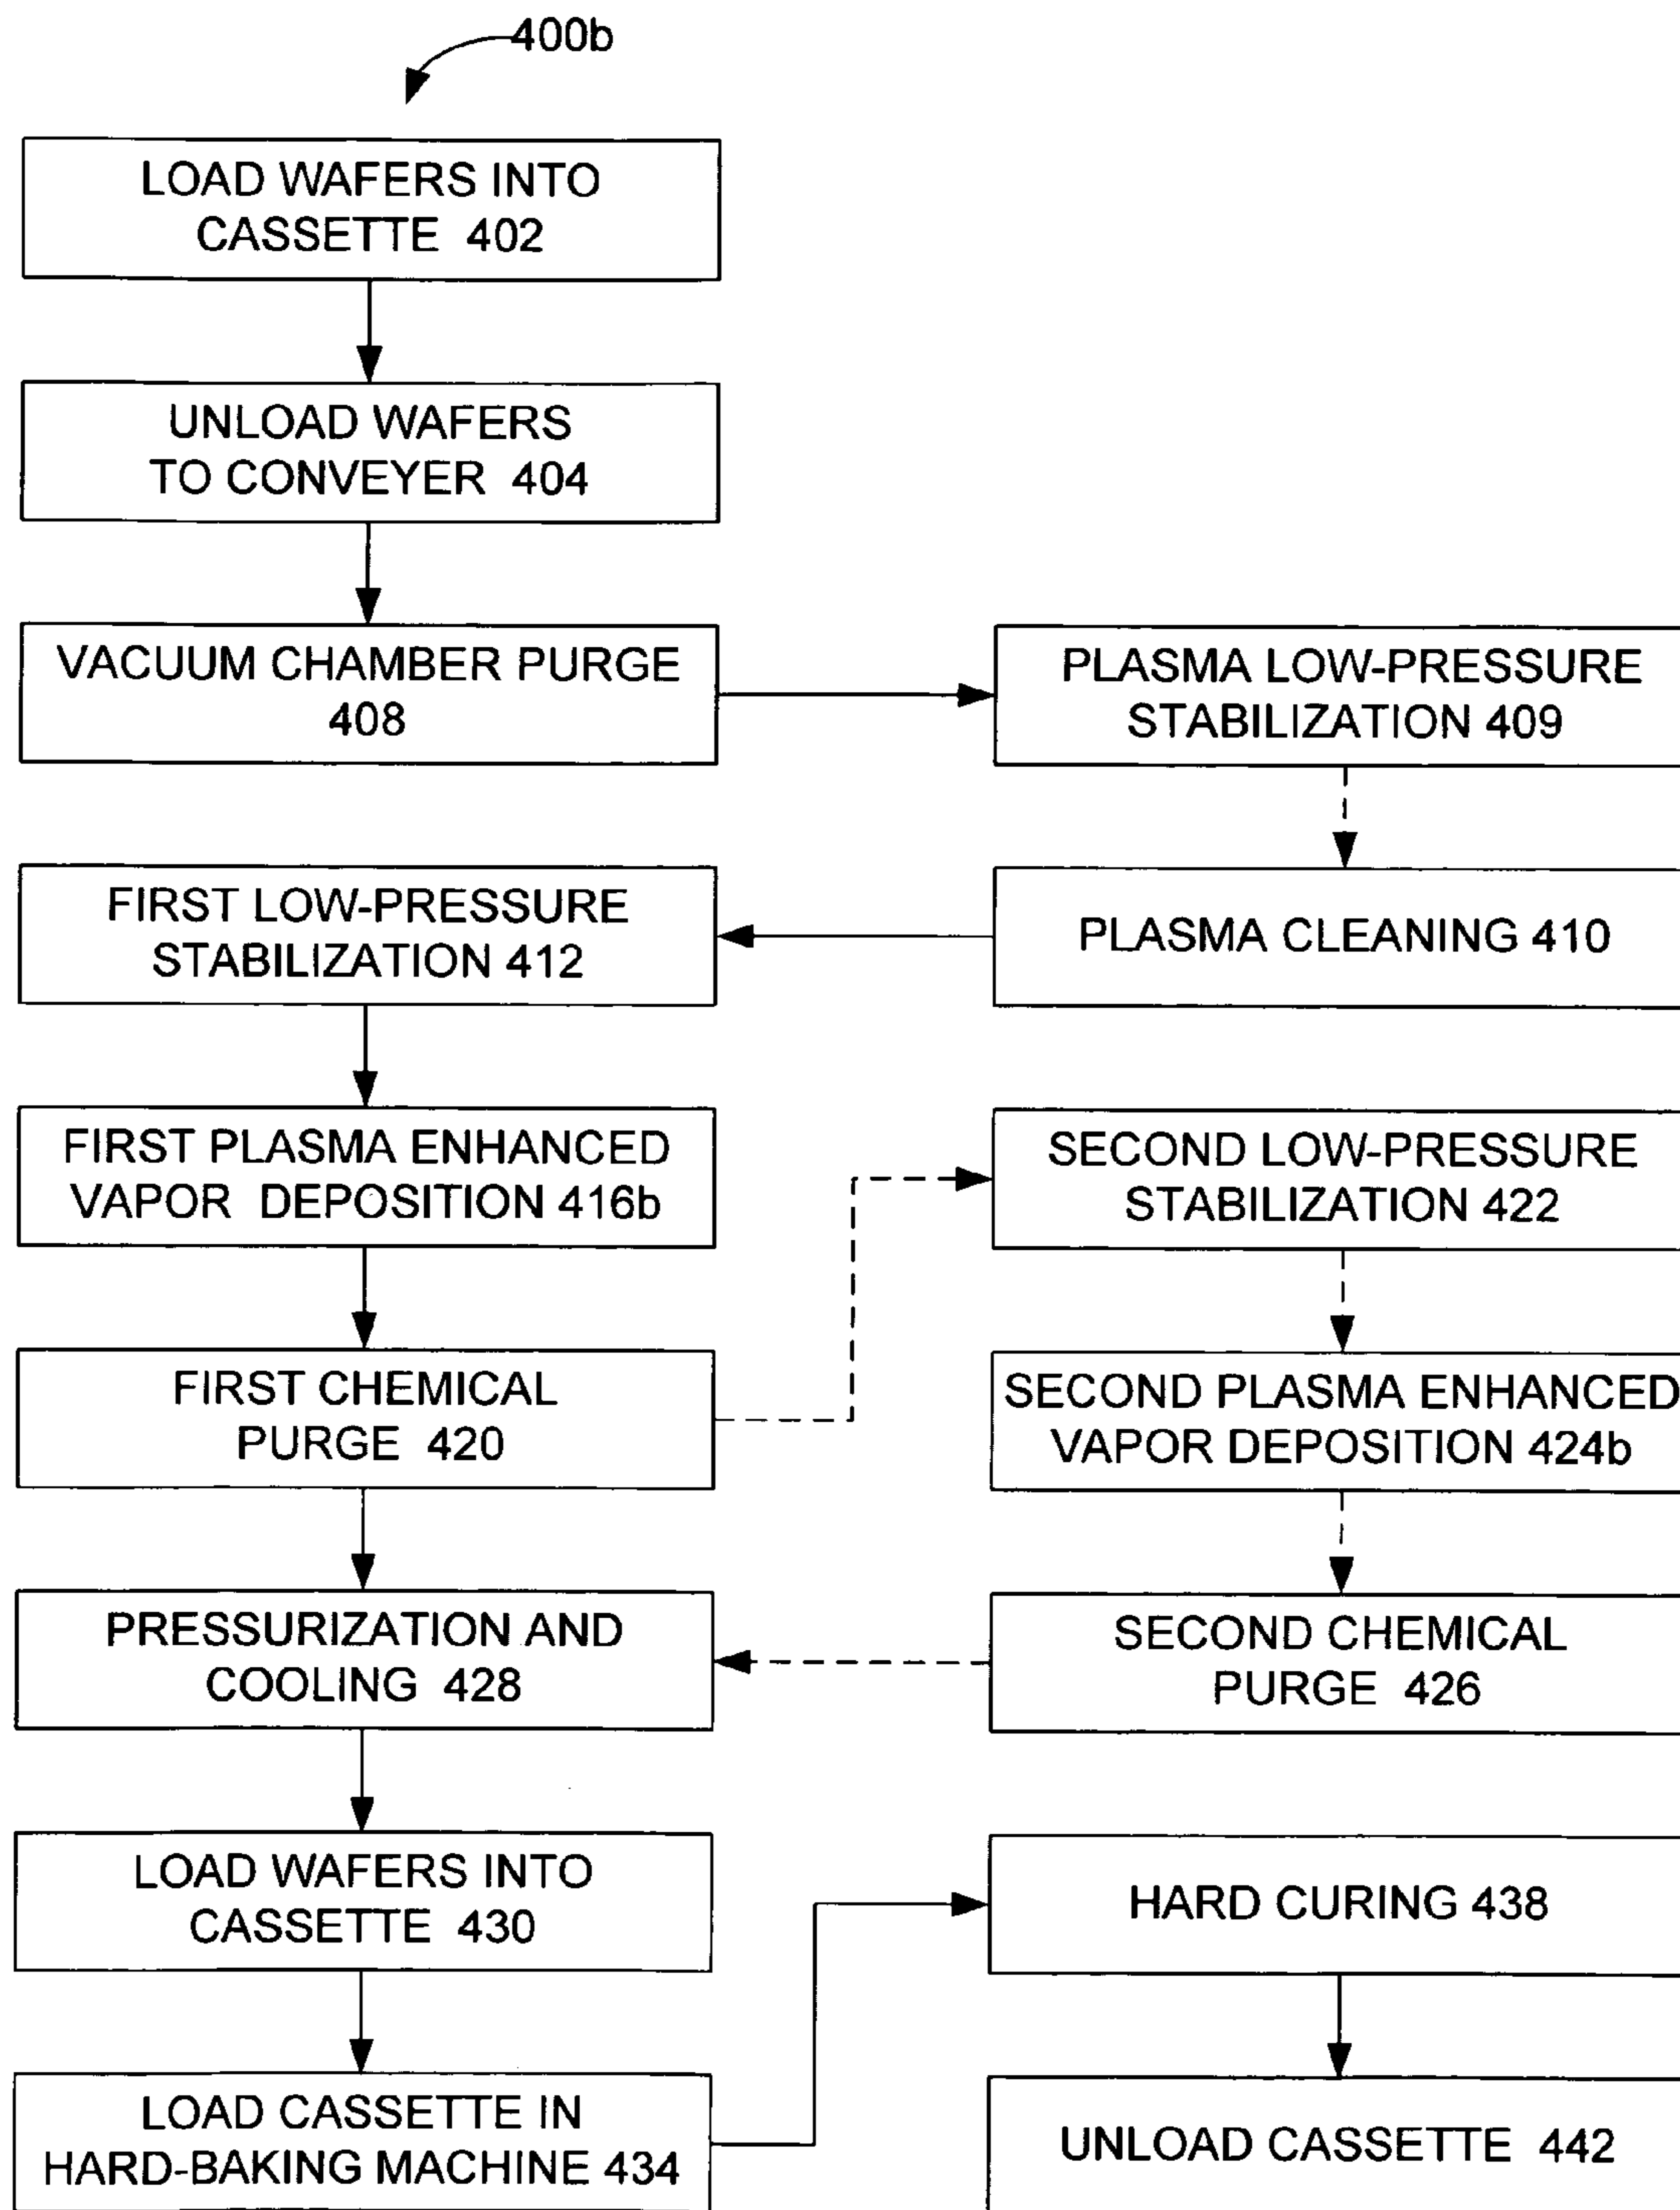 400b
LOAD WAFERS INTO
CASSETTE 402
UNLOAD WAFERS
TO CONVEYER 404
VACUUM CHAMBER PURGE
408
PLASMA LOW-PRESSURE
STABILIZATION 409
PLASMA CLEANING 410
FIRST LOW-PRESSURE
STABILIZATION 412
FIRST PLASMA ENHANCED
VAPOR DEPOSITION 416b
FIRST CHEMICAL
PURGE 420
SECOND LOW-PRESSURE
STABILIZATION 422
SECOND PLASMA ENHANCED
VAPOR DEPOSITION 424b
SECOND CHEMICAL
PURGE 426
PRESSURIZATION AND
COOLING 428
LOAD WAFERS INTO
CASSETTE 430
LOAD CASSETTE IN
HARD-BAKING MACHINE 434
HARD CURING 438
UNLOAD CASSETTE 442